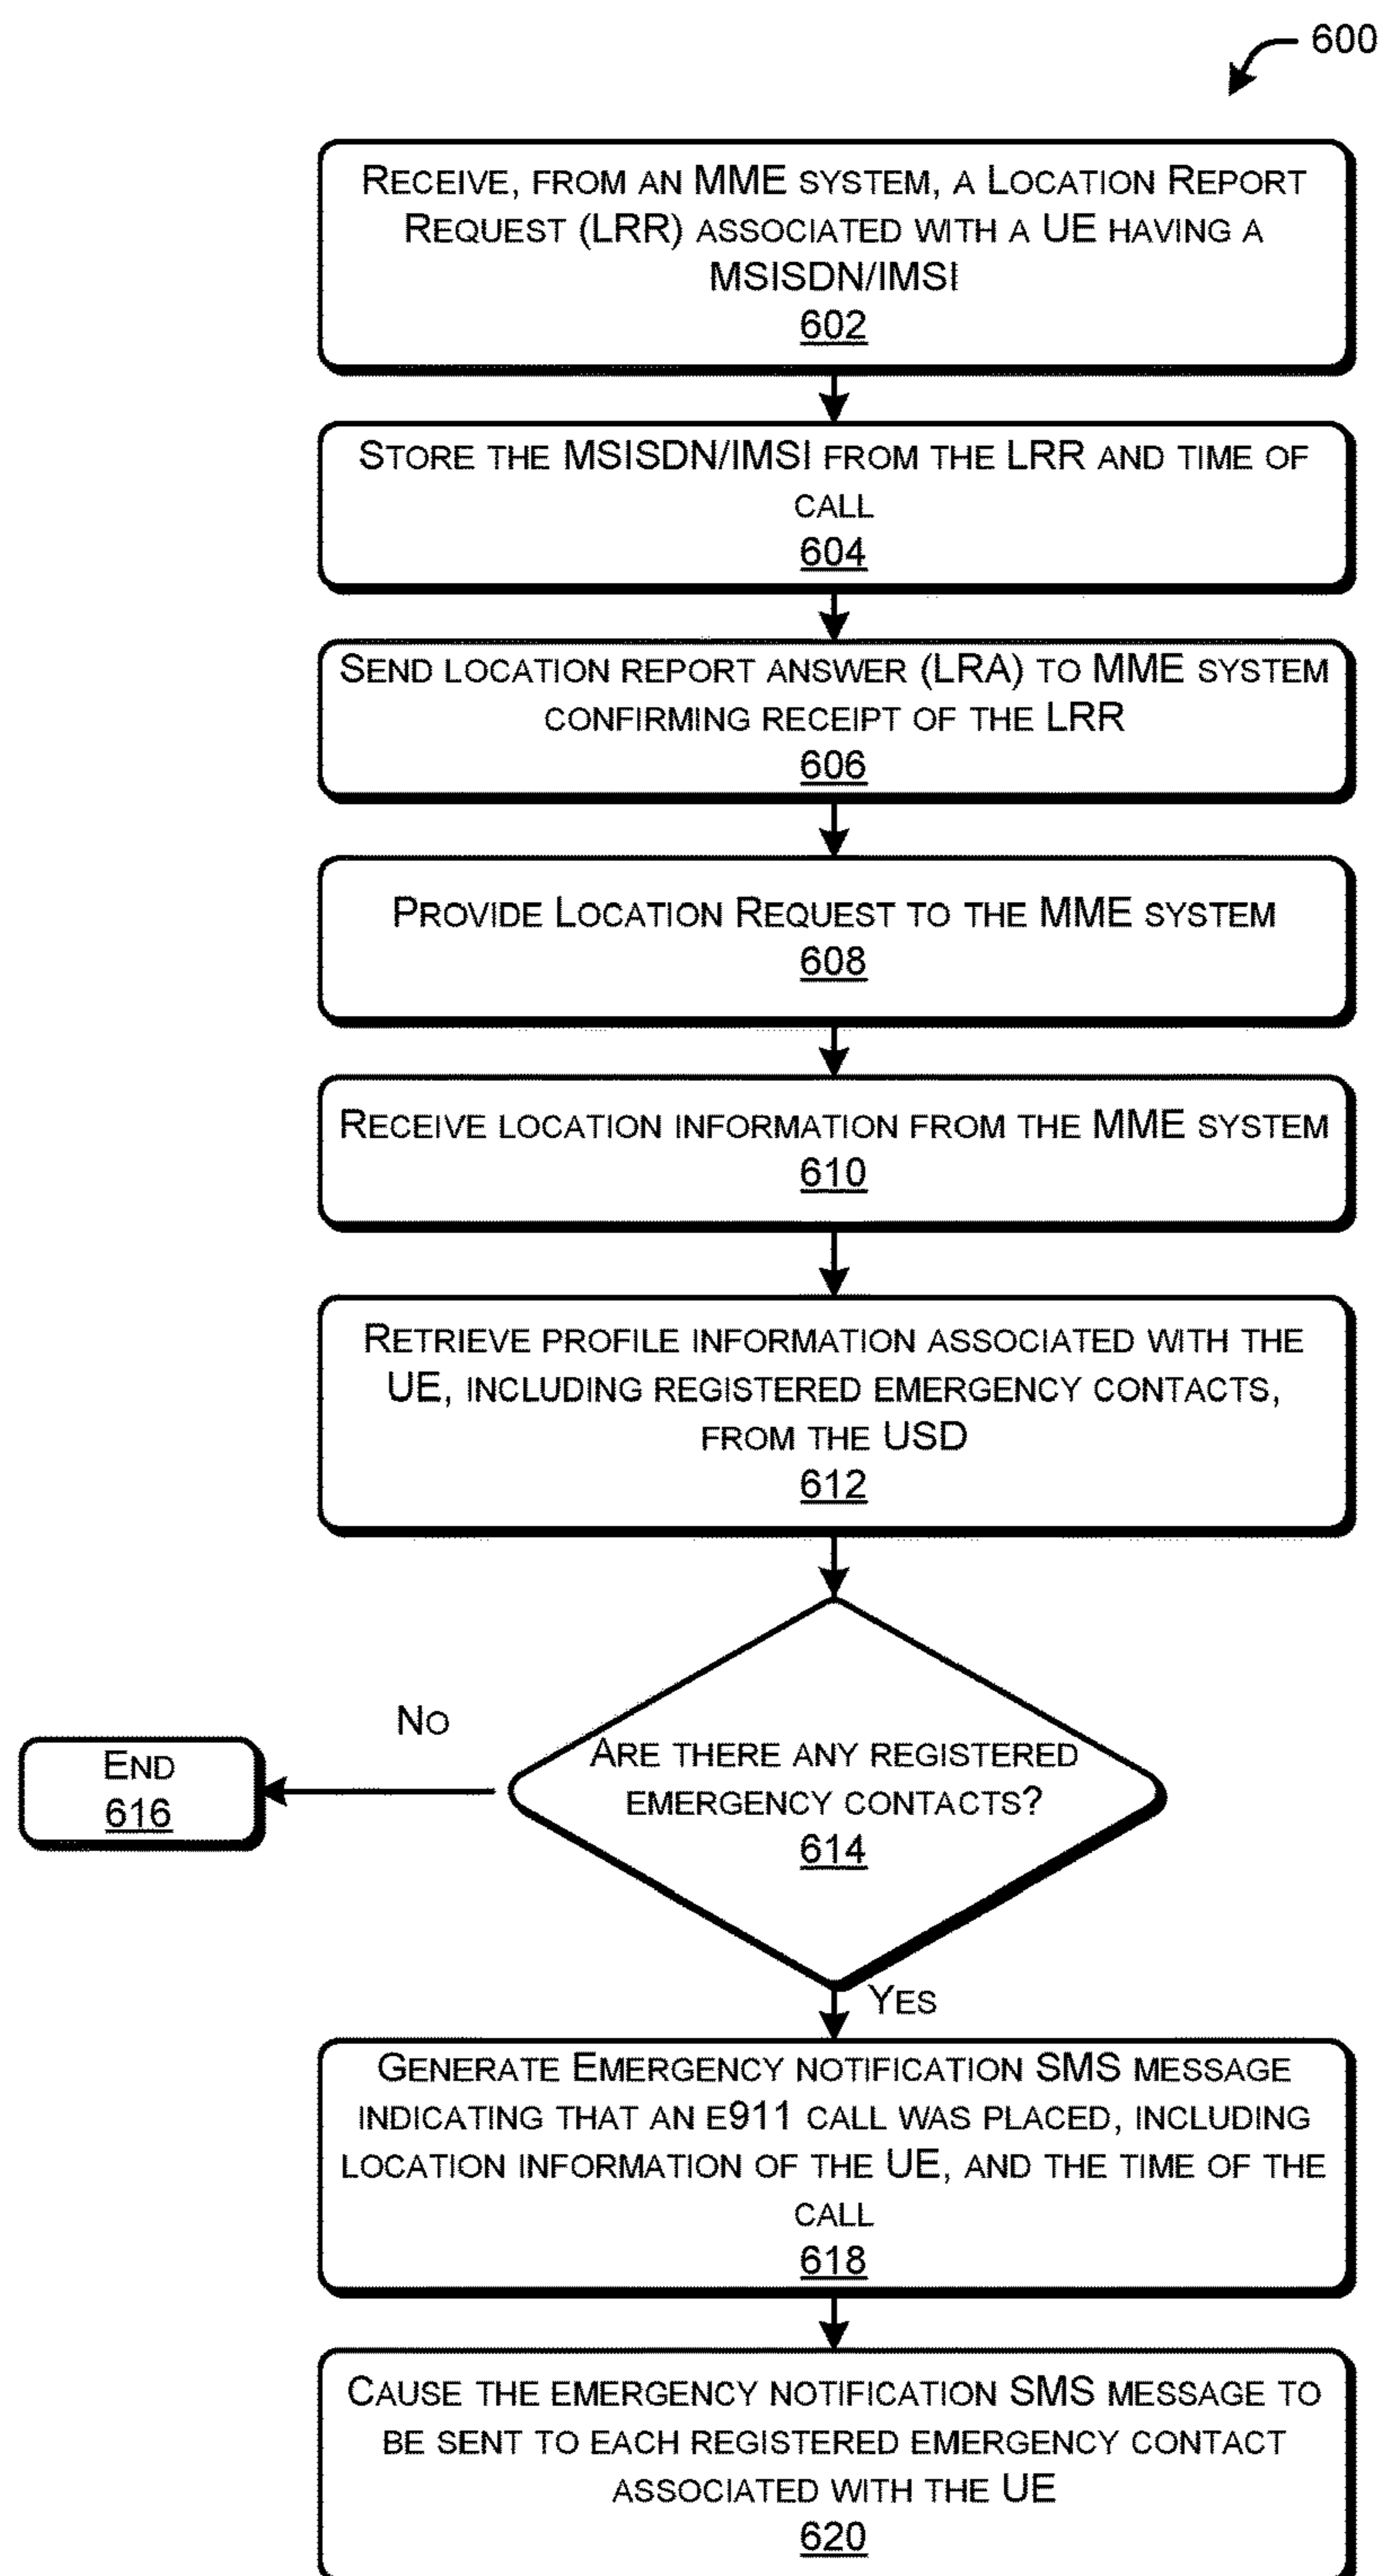 600
RECEIVE, FROM AN MME SYSTEM, A LOCATION REPORT
REQUEST (LRR) ASSOCIATED WITH A UE HAVING A
MSISDN/IMSI
602
STORE THE MSISDN/IMSI FROM THE LRR AND TIME OF
CALL
604
SEND LOCATION REPORT ANSWER (LRA) TO MME SYSTEM
CONFIRMING RECEIPT OF THE LRR
606
PROVIDE LOCATION REQUEST TO THE MME SYSTEM
608
RECEIVE LOCATION INFORMATION FROM THE MME SYSTEM
610
RETRIEVE PROFILE INFORMATION ASSOCIATED WITH THE
UE, INCLUDING REGISTERED EMERGENCY CONTACTS,
FROM THE USD
612
ARE THERE ANY REGISTERED
EMERGENCY CONTACTS?
614
NO
END
616
YES
GENERATE EMERGENCY NOTIFICATION SMS MESSAGE
INDICATING THAT AN E911 CALL WAS PLACED, INCLUDING
LOCATION INFORMATION OF THE UE, AND THE TIME OF THE
CALL
618
CAUSE THE EMERGENCY NOTIFICATION SMS MESSAGE TO
BE SENT TO EACH REGISTERED EMERGENCY CONTACT
ASSOCIATED WITH THE UE
620